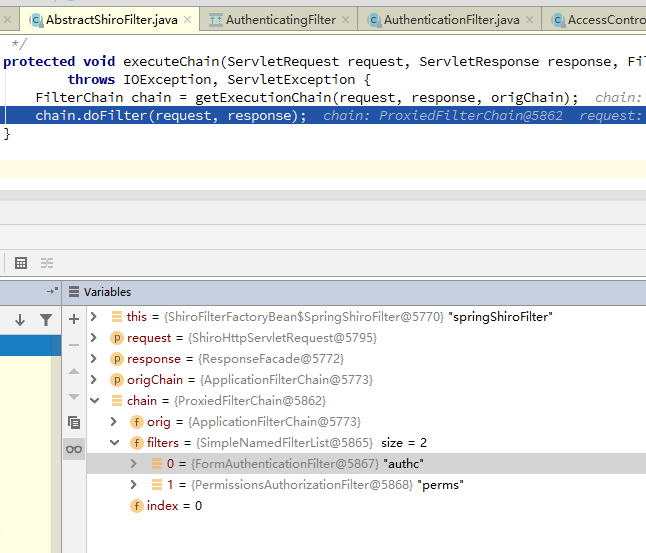 AbstractShiroFilter.java AuthenticatingFilter AuthenticationFilter.java AccessContro
*/
protected void executeChain(ServletRequest request, ServletResponse response, Fi
throws IOException, ServletException {
FilterChain chain = getExecutionChain(request, response, origChain); chain:
chain.doFilter(request, response); chain: ProxiedFilterChain@5862 request:
}
Variables
this = {ShiroFilterFactoryBean$SpringShiroFilter@5770} "springShiroFilter"
request = {ShiroHttpServletRequest@5795}
response = {ResponseFacade@5772}
origChain = {ApplicationFilterChain@5773}
chain = {ProxiedFilterChain@5862}
orig = {ApplicationFilterChain@5773}
filters = {SimpleNamedFilterList@5865} size = 2
0 = {FormAuthenticationFilter@5867} "authc"
1 = {PermissionsAuthorizationFilter@5868} "perms"
index = 0